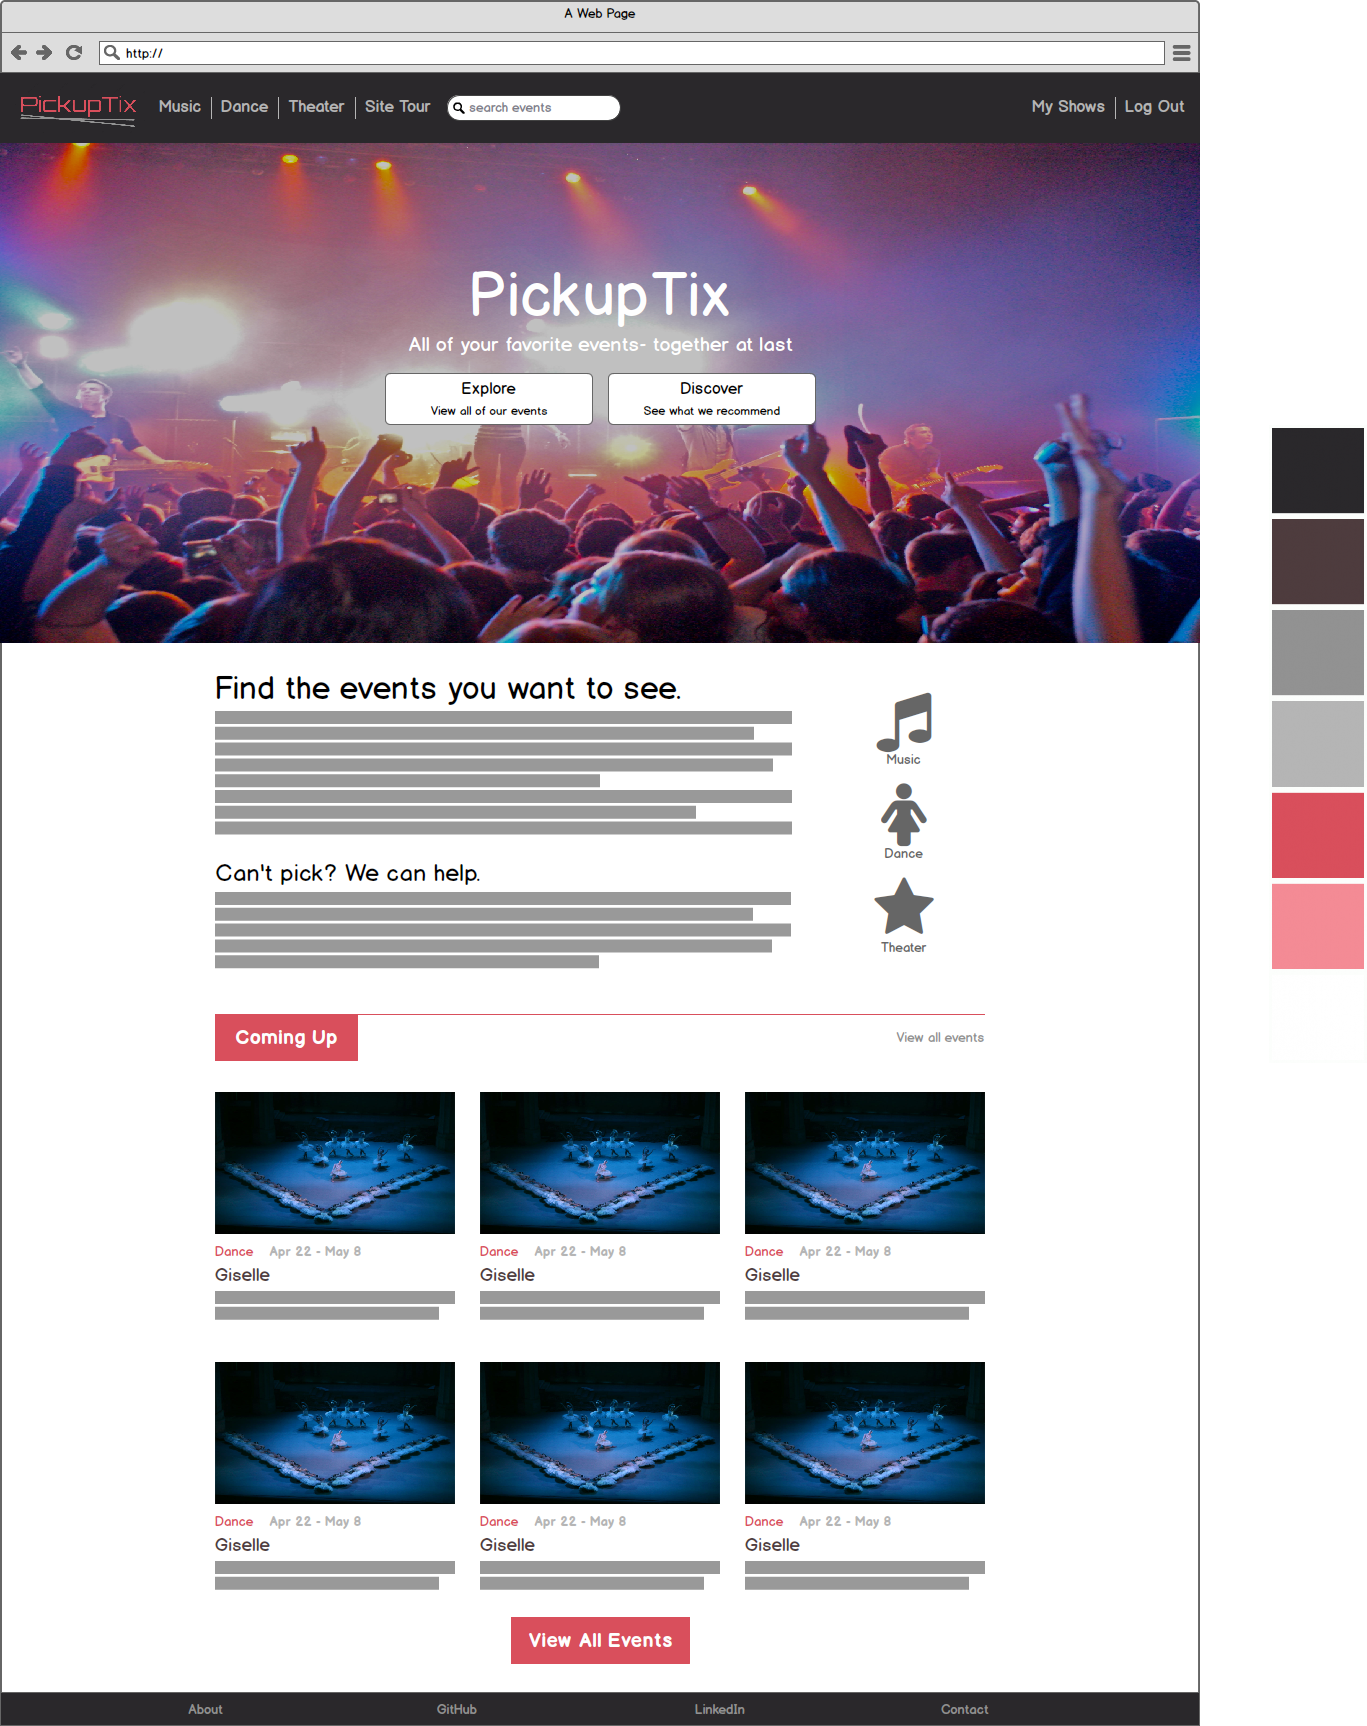 A Web Page
http://
PickupTix
Music
Dance
Theater
Site Tour
search events
My Shows
Log Out
PickupTix
All of your favorite events- together at last
Explore
View all of our events
Discover
See what we recommend
Find the events you want to see.
Music
Dance
Can't pick? We can help.
Theater
Coming Up
View all events
Dance Apr 22 - May 8
Giselle
Dance Apr 22 - May 8
Giselle
Dance Apr 22 - May 8
Giselle
Dance Apr 22 - May 8
Giselle
Dance Apr 22 - May 8
Giselle
Dance Apr 22 - May 8
Giselle
View All Events
About
GitHub
LinkedIn
Contact